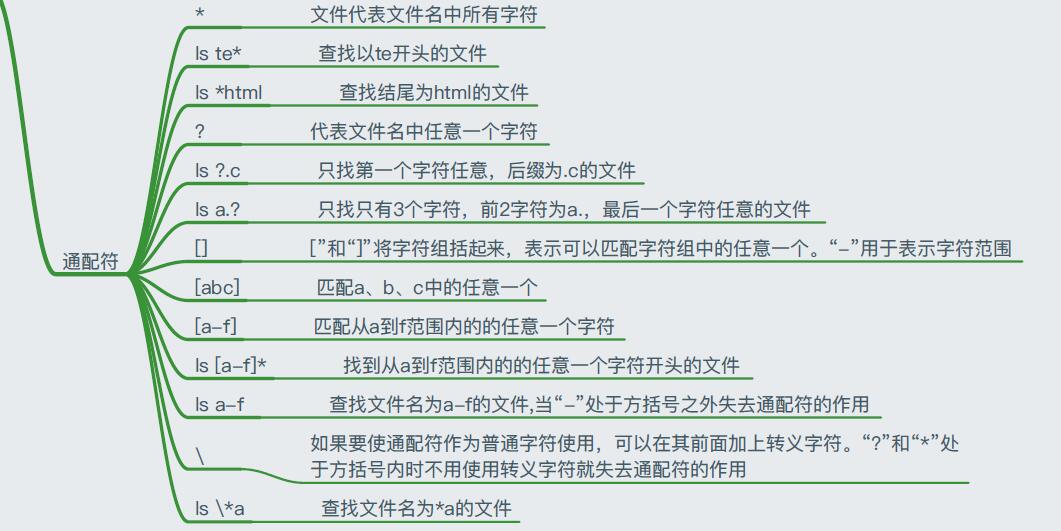 * 文件代表文件名中所有字符
ls te* 查找以te开头的文件
ls *html 查找结尾为html的文件
? 代表文件名中任意一个字符
ls ?.c 只找第一个字符任意，后缀为.c的文件
ls a.? 只找只有3个字符，前2字符为a.，最后一个字符任意的文件
[] [”和“]”将字符组括起来，表示可以匹配字符组中的任意一个。“-”用于表示字符范围
通配符
[abc] 匹配a、b、c中的任意一个
[a-f] 匹配从a到f范围内的的任意一个字符
ls [a-f]* 找到从a到f范围内的的任意一个字符开头的文件
ls a-f 查找文件名为a-f的文件,当“-”处于方括号之外失去通配符的作用
\ 如果要使通配符作为普通字符使用，可以在其前面加上转义字符。“?”和“*”处
于方括号内时不用使用转义字符就失去通配符的作用
ls \*a 查找文件名为*a的文件